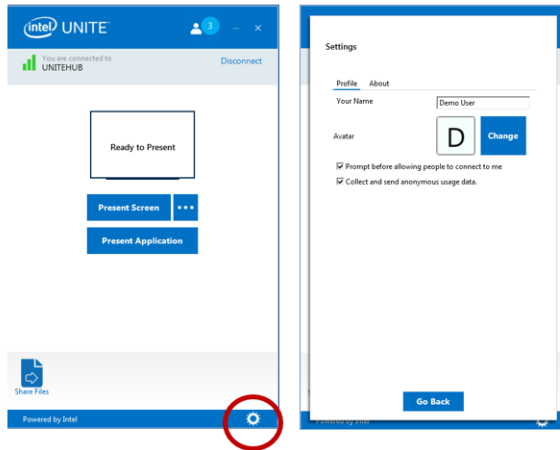 intel UNITE
3
You are connected to
UNITEHUB
Disconnect
Ready to Present
Present Screen
Present Application
Share Files
Powered by Intel
Settings
Profile About
Your Name Demo User
Avatar D Change
Prompt before allowing people to connect to me
Collect and send anonymous usage data.
Go Back
Powered by Intel